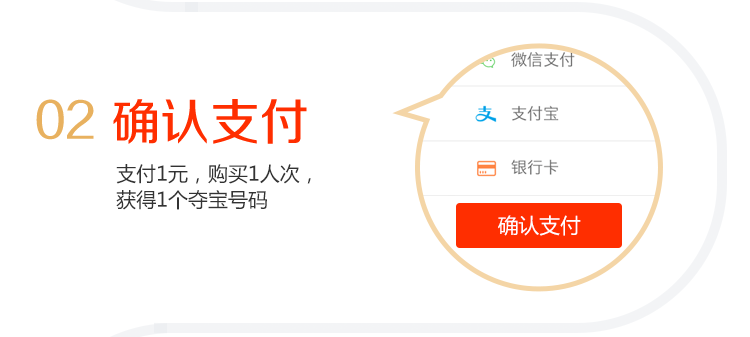 02 确认支付
支付1元，购买1人次，
获得1个夺宝号码
微信支付
支付宝
银行卡
确认支付